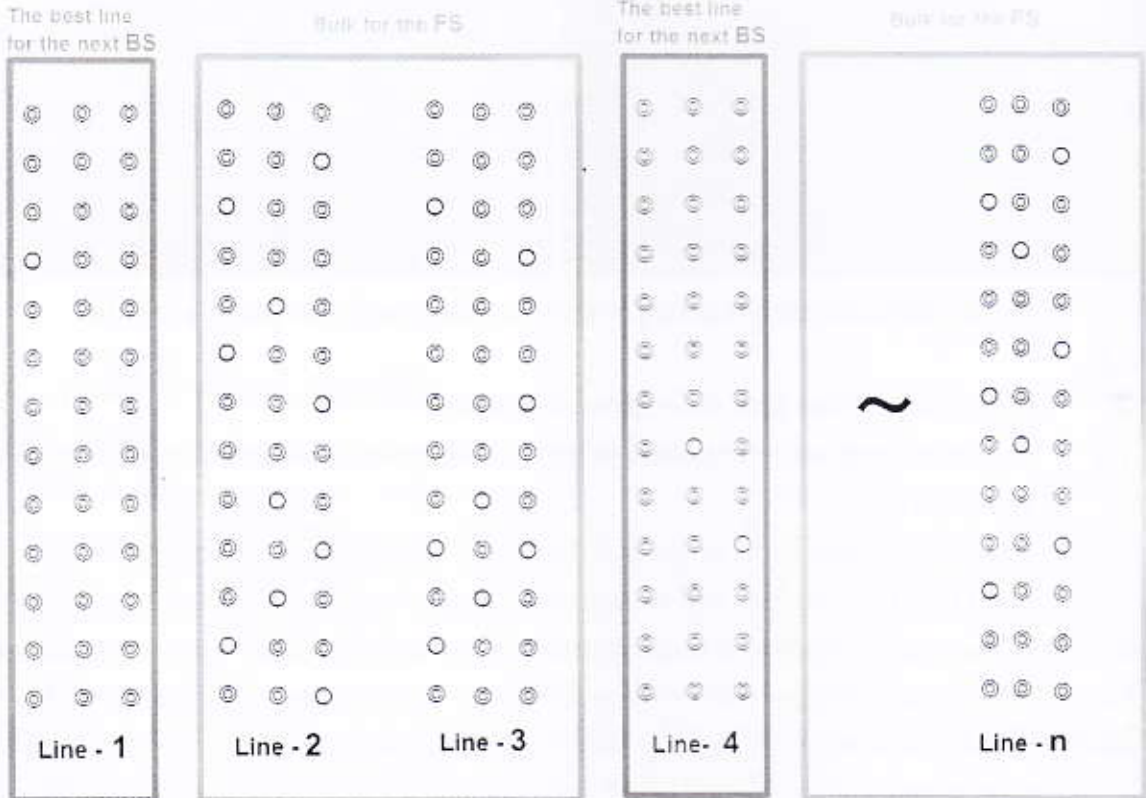 The best line
for the next BS
Bulk for the FS
The best line
for the next BS
Bulk for the FS
~
Line - 1
Line - 2
Line - 3
Line- 4
Line - n